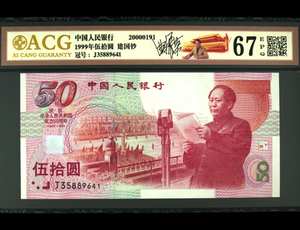 ACG
AI CANG GUARANTY
中国人民银行 20000193
1999年伍拾圆 建国钞
冠号：J35889641
67 EPQ
50
中国人民银行
伍拾圆
J35889641